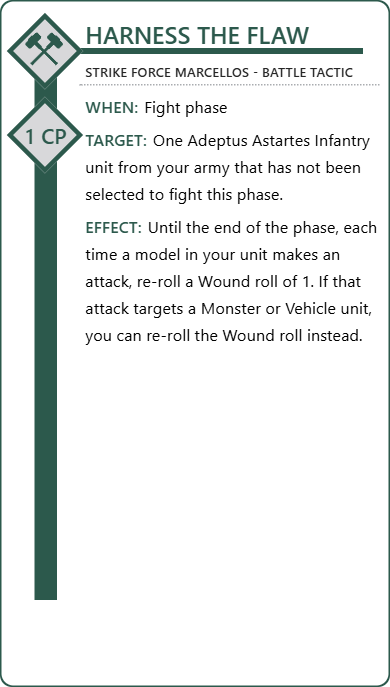 HARNESS THE FLAW
STRIKE FORCE MARCELLOS - BATTLE TACTIC
WHEN: Fight phase
1 CP
TARGET: One Adeptus Astartes Infantry
unit from your army that has not been
selected to fight this phase.
EFFECT: Until the end of the phase, each
time a model in your unit makes an
attack, re-roll a Wound roll of 1. If that
attack targets a Monster or Vehicle unit,
you can re-roll the Wound roll instead.